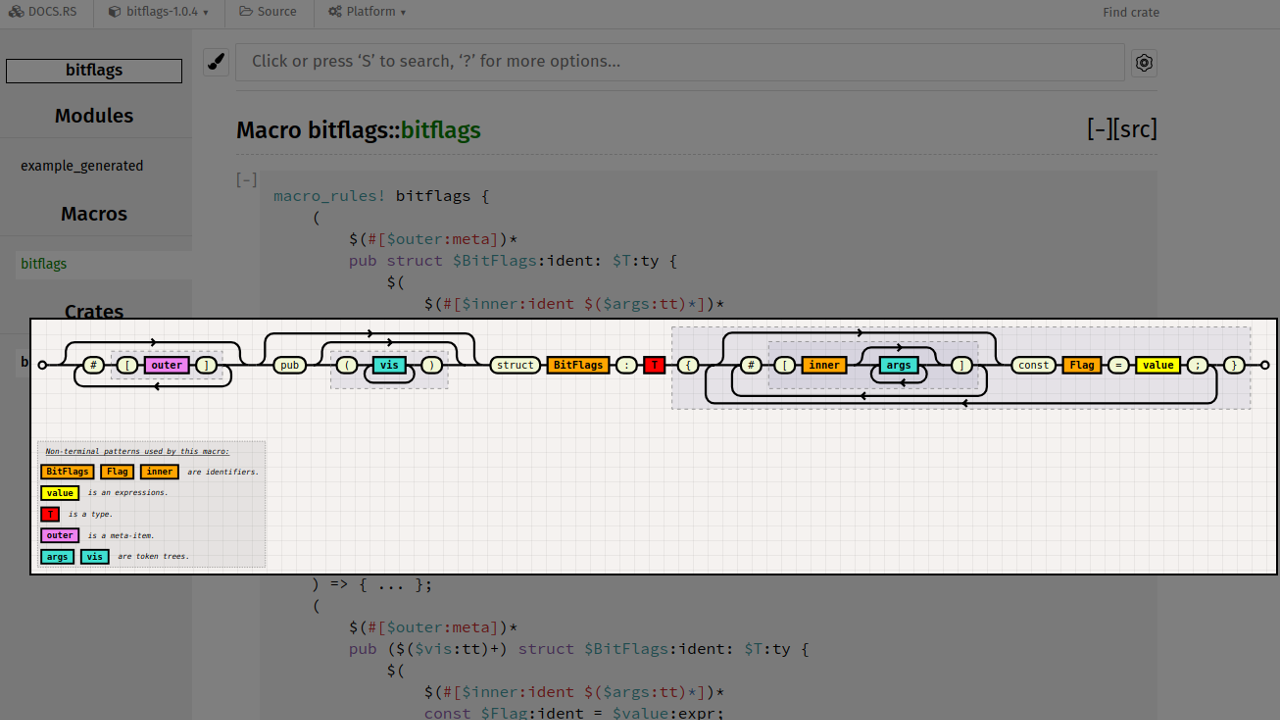 DOCS.RS bitflags-1.0.4 Source Platform Find crate
bitflags
Click or press ‘S’ to search, ‘?’ for more options...
Modules
Macro bitflags::bitflags [-][src]
example_generated
[-]
macro_rules! bitflags {
(
Macros
$(#[$outer:meta])*
pub struct $BitFlags:ident: $T:ty {
bitflags
$(
$(#[$inner:ident $($args:tt)*])*
Crates
b
# [ outer ] pub ( vis ) struct BitFlags : T { # [ inner args ] const Flag = value ; }
Non-terminal patterns used by this macro:
BitFlags Flag inner are identifiers.
value is an expressions.
T is a type.
outer is a meta-item.
args vis are token trees.
) => { ... };
(
$(#[$outer:meta])*
pub ($($vis:tt)+) struct $BitFlags:ident: $T:ty {
$(
$(#[$inner:ident $($args:tt)*])*
const $Flag:ident = $value:expr;